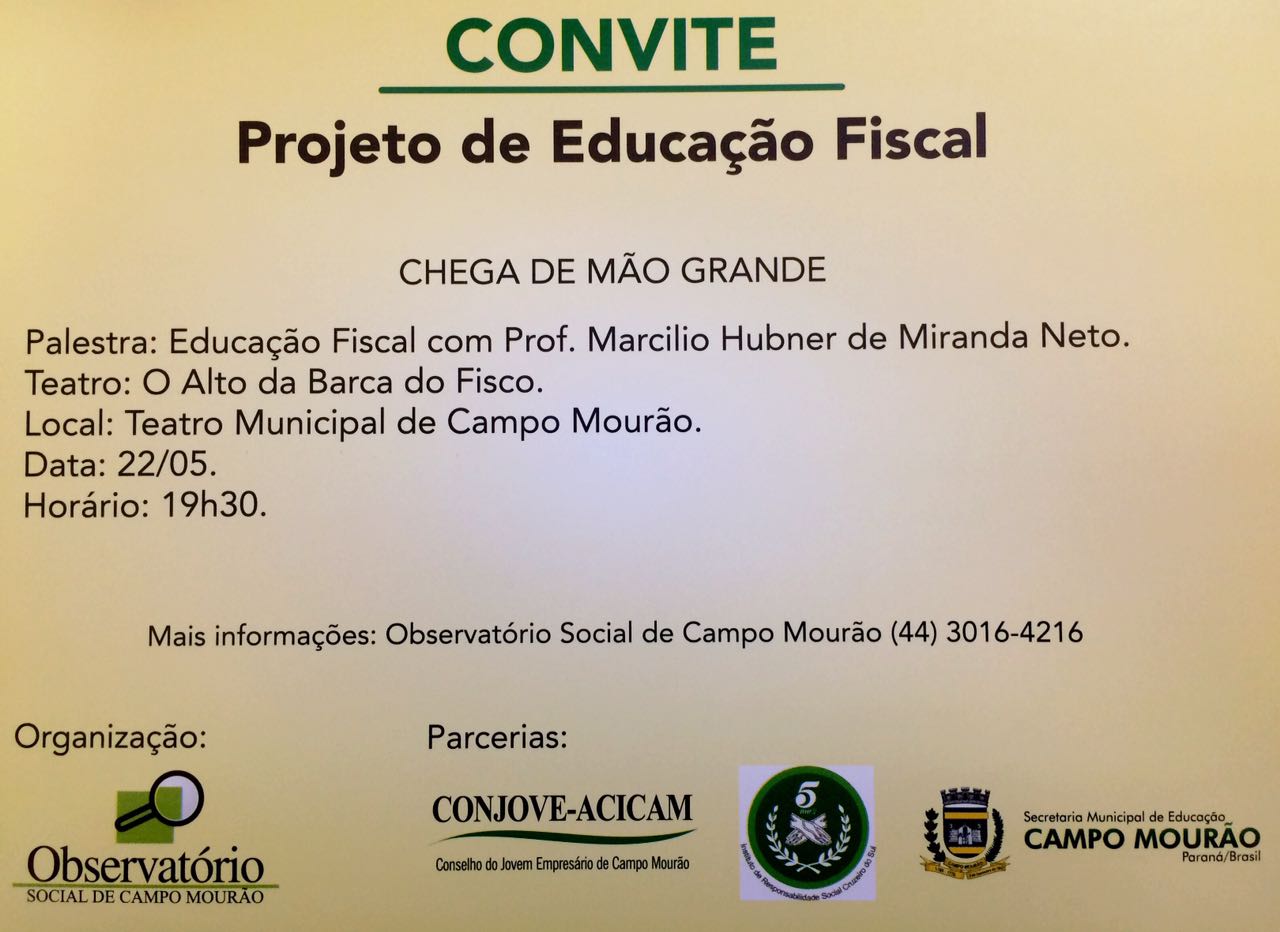 CONVITE
Projeto de Educação Fiscal
CHEGA DE MÃO GRANDE
Palestra: Educação Fiscal com Prof. Marcilio Hubner de Miranda Neto.
Teatro: O Alto da Barca do Fisco.
Local: Teatro Municipal de Campo Mourão.
Data: 22/05.
Horário: 19h30.
Mais informações: Observatório Social de Campo Mourão (44) 3016-4216
Organização:
Parcerias:
Observatório
SOCIAL DE CAMPO MOURÃO
CONJOVE-ACICAM
Conselho do Jovem Empresário de Campo Mourão
5
Instituto de Responsabilidade Social Cruzeiro do Sul
Secretaria Municipal de Educação
CAMPO MOURÃO
Paraná/Brasil